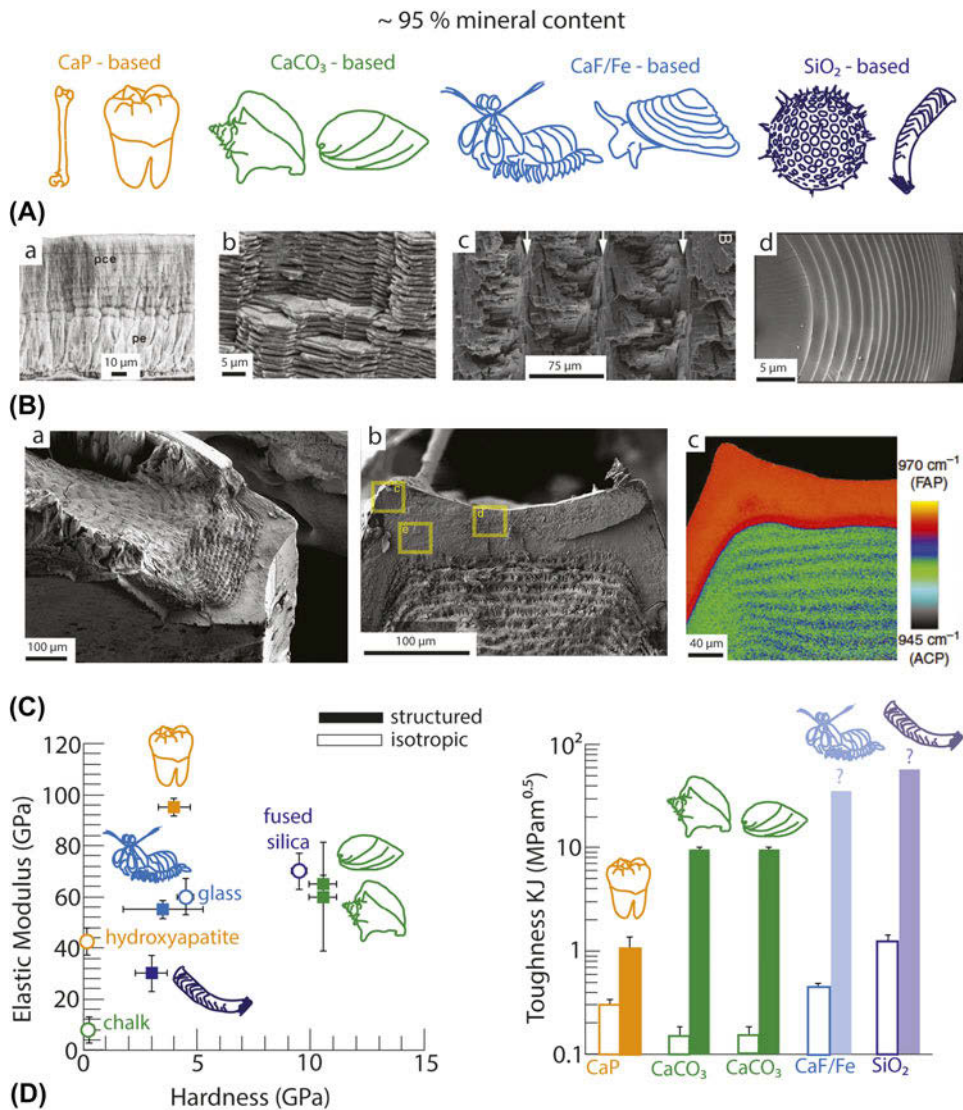 ~ 95 % mineral content
CaP - based
CaCO₃ - based
CaF/Fe - based
SiO₂ - based
(A)
a
pce
pe
10 µm
b
5 µm
c
B
75 µm
d
5 µm
(B)
a
100 µm
b
c
d
e
100 µm
c
40 µm
970 cm⁻¹
(FAP)
945 cm⁻¹
(ACP)
(C)
structured
isotropic
Elastic Modulus (GPa)
120
100
80
60
40
20
0
fused
silica
glass
hydroxyapatite
chalk
0
5
10
15
Hardness (GPa)
Toughness KJ (MPam⁰·⁵)
10²
10
1
0.1
?
?
CaP
CaCO₃
CaCO₃
CaF/Fe
SiO₂
(D)